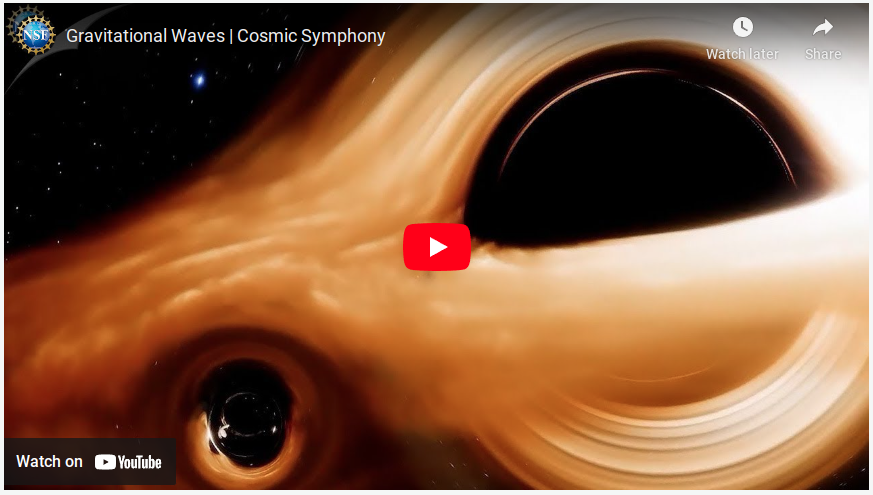 NSF
Gravitational Waves | Cosmic Symphony
Watch later
Share
Watch on YouTube